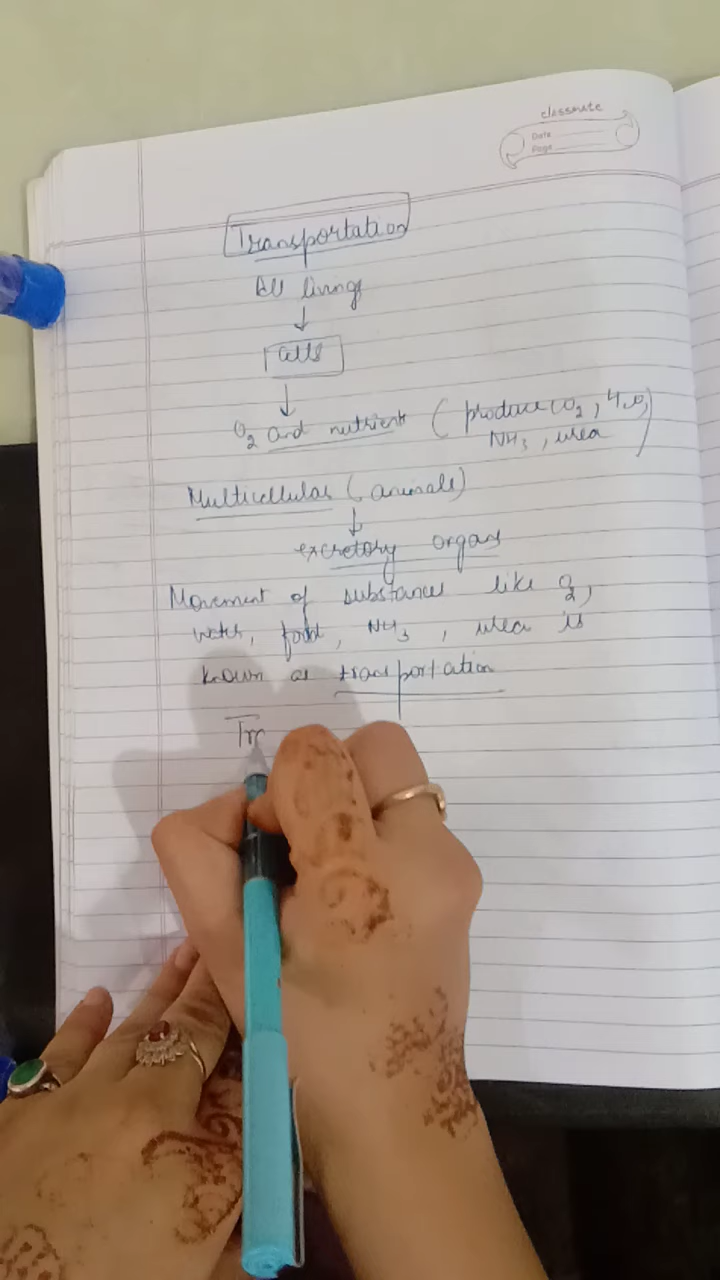 classmate
Date
Page
Transportation
All living
↓
Cells
↓
O2 and nutrient ( produce CO2, H2O,
NH3, urea )
Multicellular (animals)
↓
excretory organs
Movement of substances like O2,
water, food, NH3, urea is
known as transportation
Tr